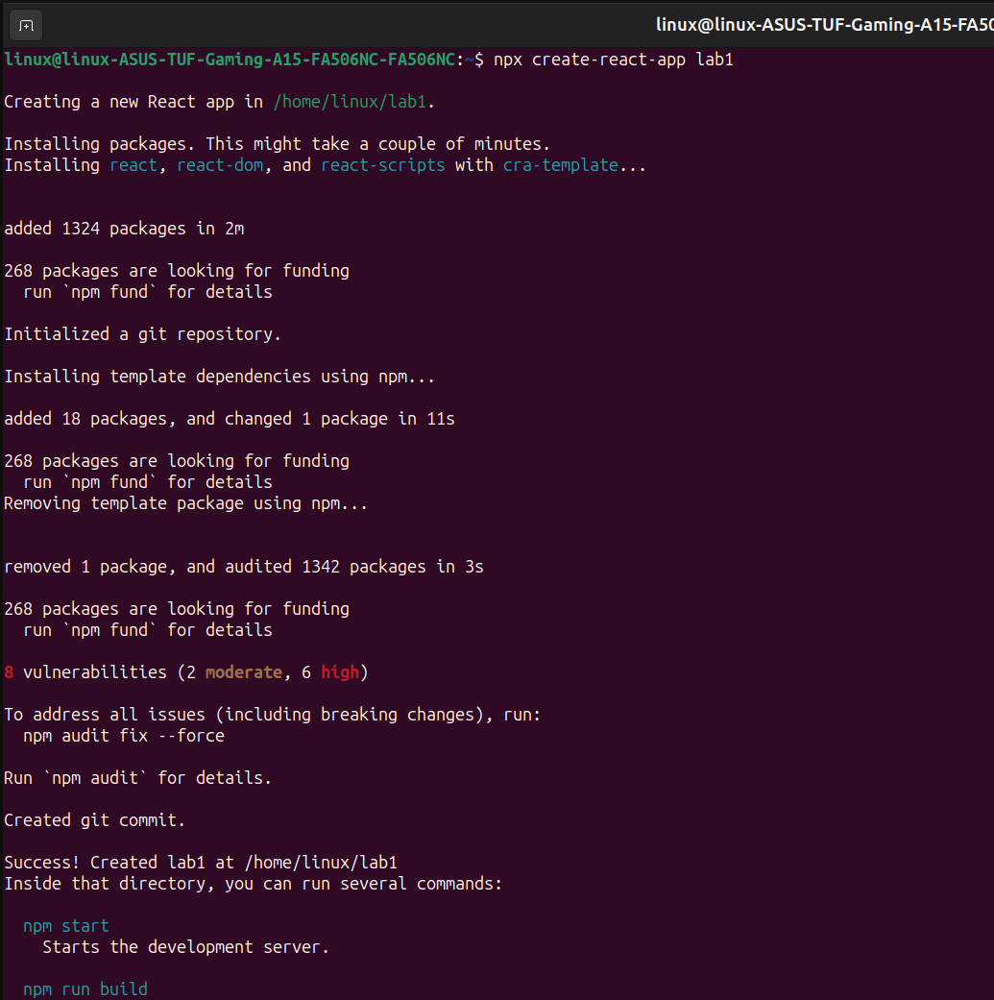 linux@linux-ASUS-TUF-Gaming-A15-FA50
linux@linux-ASUS-TUF-Gaming-A15-FA506NC-FA506NC:~$ npx create-react-app lab1
Creating a new React app in /home/linux/lab1.
Installing packages. This might take a couple of minutes.
Installing react, react-dom, and react-scripts with cra-template...
added 1324 packages in 2m
268 packages are looking for funding
  run `npm fund` for details
Initialized a git repository.
Installing template dependencies using npm...
added 18 packages, and changed 1 package in 11s
268 packages are looking for funding
  run `npm fund` for details
Removing template package using npm...
removed 1 package, and audited 1342 packages in 3s
268 packages are looking for funding
  run `npm fund` for details
8 vulnerabilities (2 moderate, 6 high)
To address all issues (including breaking changes), run:
  npm audit fix --force
Run `npm audit` for details.
Created git commit.
Success! Created lab1 at /home/linux/lab1
Inside that directory, you can run several commands:
  npm start
    Starts the development server.
  npm run build